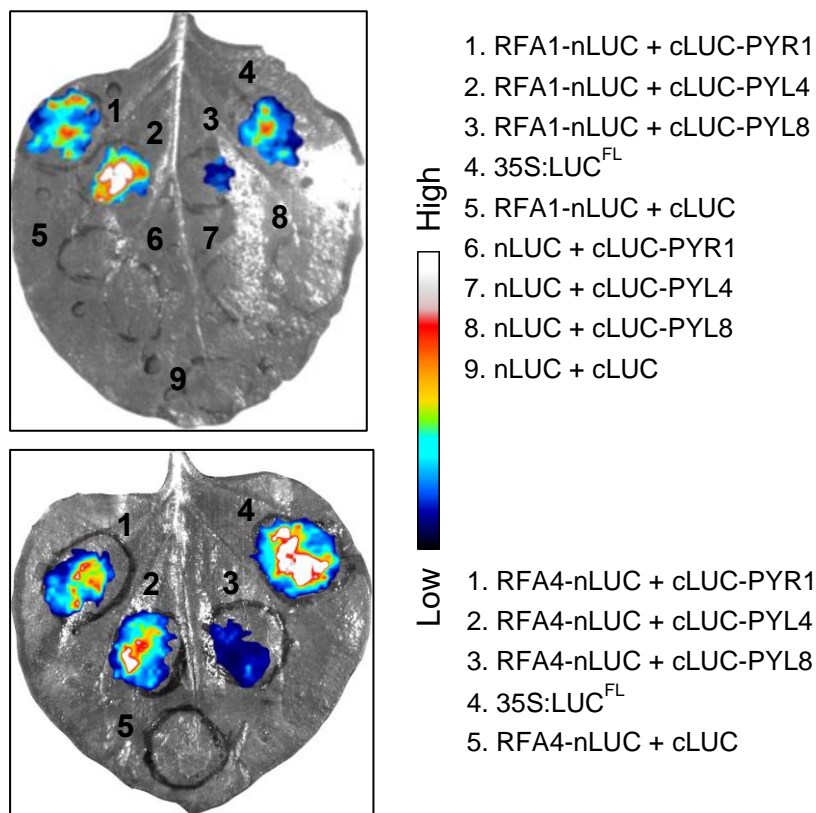 1
2
3
4
5
6
7
8
9
High
Low
1. RFA1-nLUC + cLUC-PYR1
2. RFA1-nLUC + cLUC-PYL4
3. RFA1-nLUC + cLUC-PYL8
4. 35S:LUC^FL
5. RFA1-nLUC + cLUC
6. nLUC + cLUC-PYR1
7. nLUC + cLUC-PYL4
8. nLUC + cLUC-PYL8
9. nLUC + cLUC
1
2
3
4
5
1. RFA4-nLUC + cLUC-PYR1
2. RFA4-nLUC + cLUC-PYL4
3. RFA4-nLUC + cLUC-PYL8
4. 35S:LUC^FL
5. RFA4-nLUC + cLUC